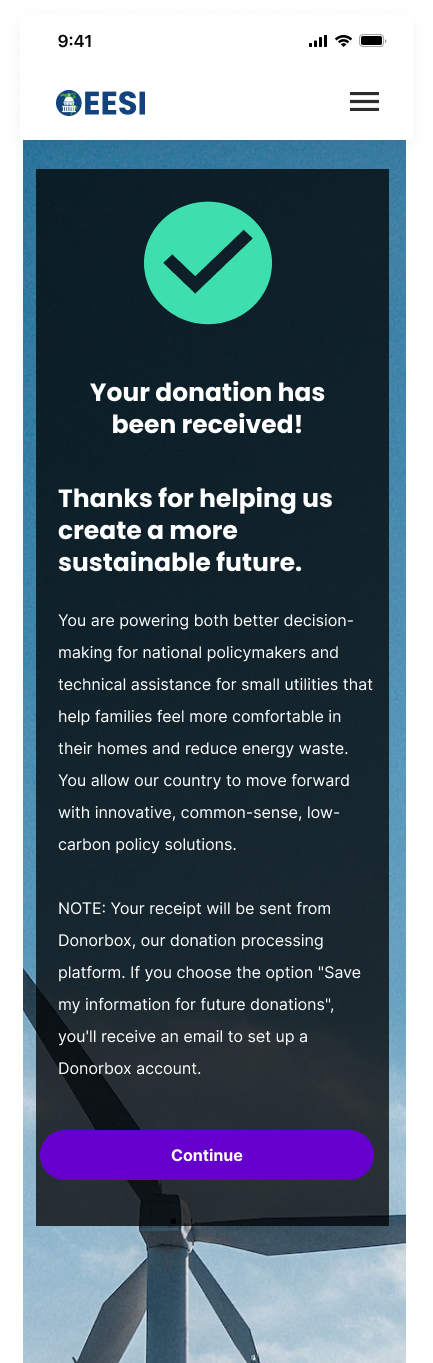 9:41
EESI
Your donation has
been received!
Thanks for helping us
create a more
sustainable future.
You are powering both better decision-
making for national policymakers and
technical assistance for small utilities that
help families feel more comfortable in
their homes and reduce energy waste.
You allow our country to move forward
with innovative, common-sense, low-
carbon policy solutions.
NOTE: Your receipt will be sent from
Donorbox, our donation processing
platform. If you choose the option "Save
my information for future donations",
you'll receive an email to set up a
Donorbox account.
Continue